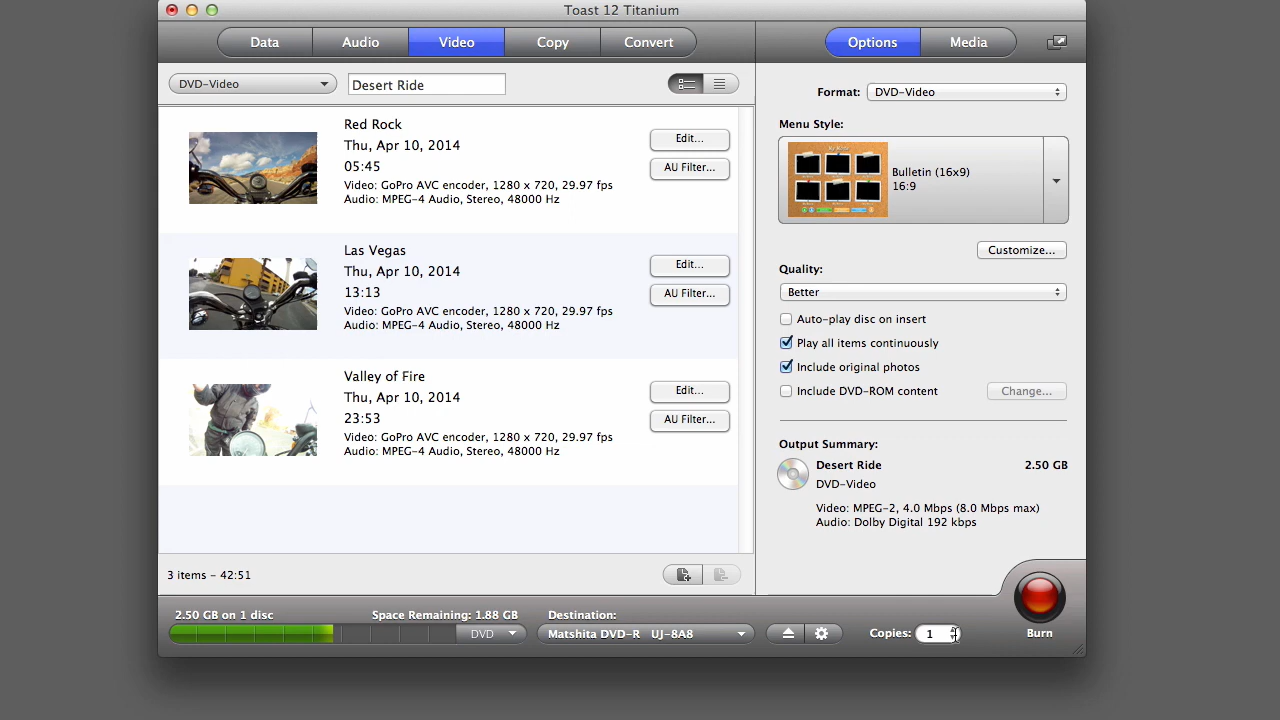 Toast 12 Titanium
Data Audio Video Copy Convert
Options Media
DVD-Video Desert Ride
Red Rock
Thu, Apr 10, 2014
05:45
Video: GoPro AVC encoder, 1280 x 720, 29.97 fps
Audio: MPEG-4 Audio, Stereo, 48000 Hz
Edit...
AU Filter...
Las Vegas
Thu, Apr 10, 2014
13:13
Video: GoPro AVC encoder, 1280 x 720, 29.97 fps
Audio: MPEG-4 Audio, Stereo, 48000 Hz
Edit...
AU Filter...
Valley of Fire
Thu, Apr 10, 2014
23:53
Video: GoPro AVC encoder, 1280 x 720, 29.97 fps
Audio: MPEG-4 Audio, Stereo, 48000 Hz
Edit...
AU Filter...
3 items - 42:51
Format: DVD-Video
Menu Style:
Bulletin (16x9)
16:9
Customize...
Quality:
Better
Auto-play disc on insert
Play all items continuously
Include original photos
Include DVD-ROM content Change...
Output Summary:
Desert Ride 2.50 GB
DVD-Video
Video: MPEG-2, 4.0 Mbps (8.0 Mbps max)
Audio: Dolby Digital 192 kbps
2.50 GB on 1 disc Space Remaining: 1.88 GB
DVD
Destination:
Matshita DVD-R UJ-8A8
Copies: 1
Burn